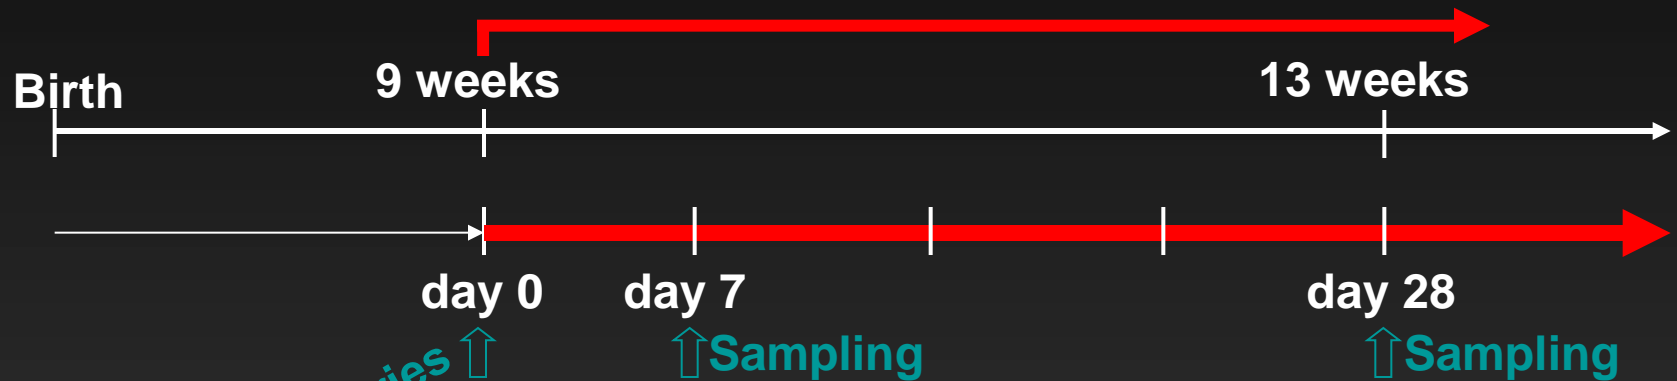 Birth
9 weeks
13 weeks
day 0
day 7
day 28
Sampling
Sampling